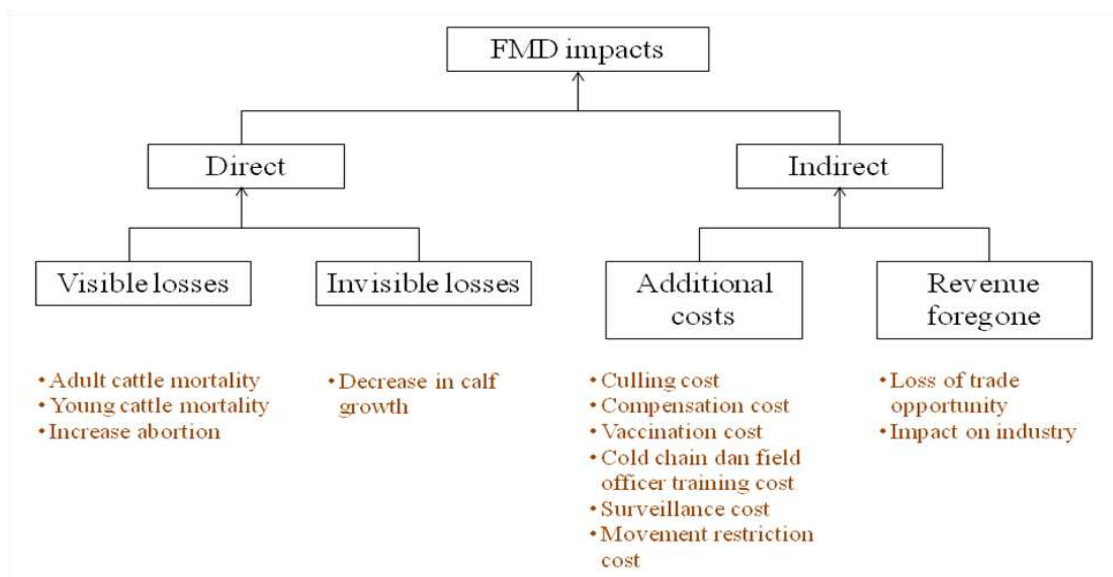 FMD impacts
Direct
Indirect
Visible losses
Invisible losses
Additional
costs
Revenue
foregone
• Adult cattle mortality
• Young cattle mortality
• Increase abortion
• Decrease in calf
growth
• Culling cost
• Compensation cost
• Vaccination cost
• Cold chain dan field
officer training cost
• Surveillance cost
• Movement restriction
cost
• Loss of trade
opportunity
• Impact on industry